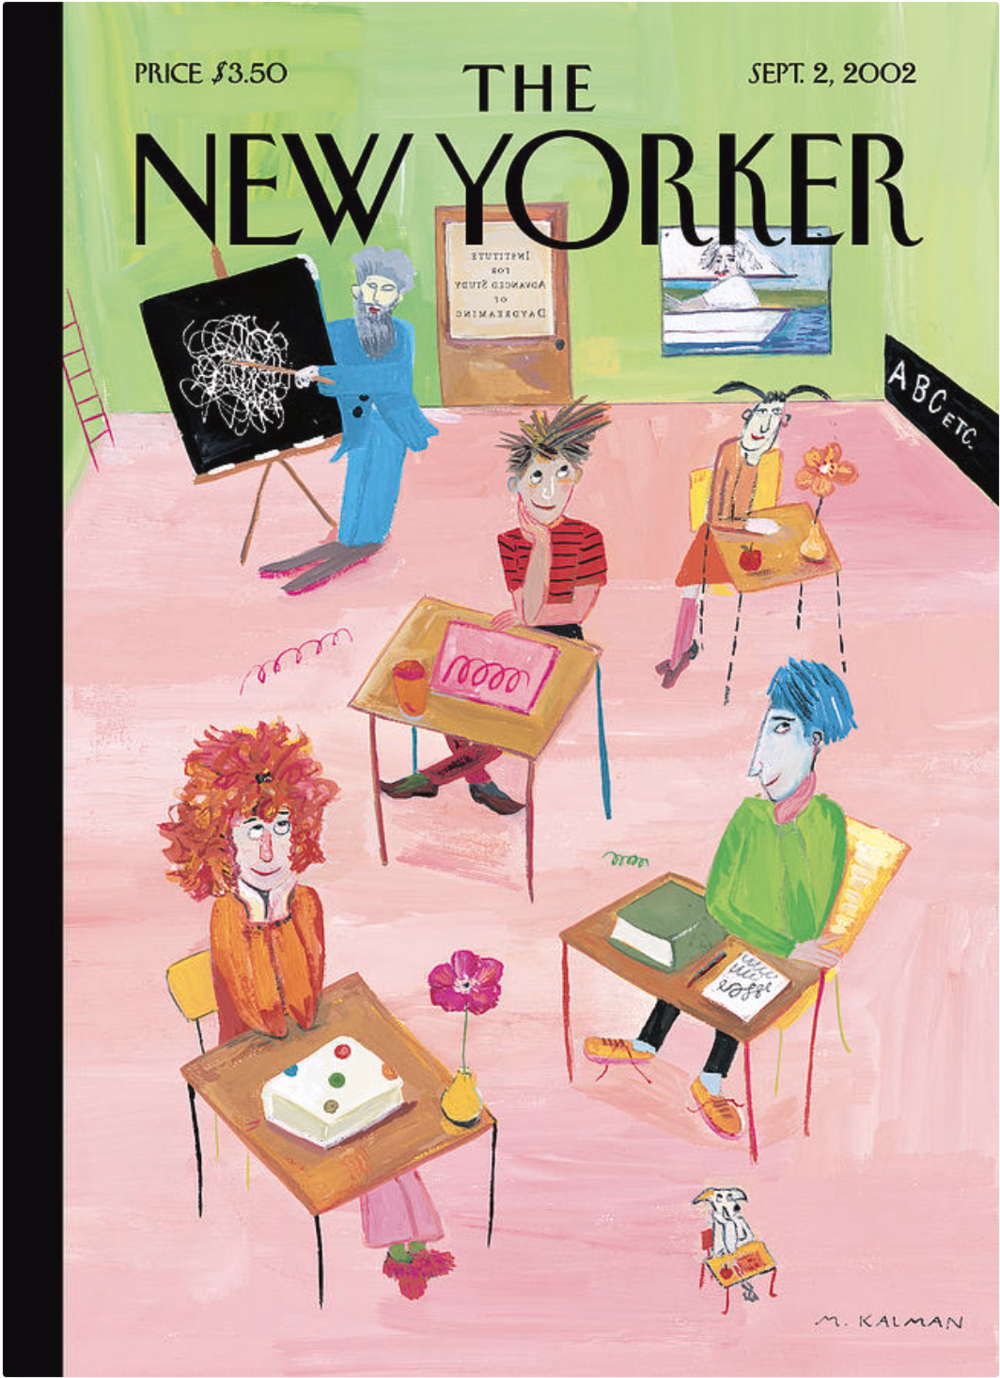 PRICE $3.50
THE
SEPT. 2, 2002
NEW YORKER
INSTITUTE
FOR
ADVANCED STUDY
OF
DAYDREAMING
ABC ETC.
M. KALMAN